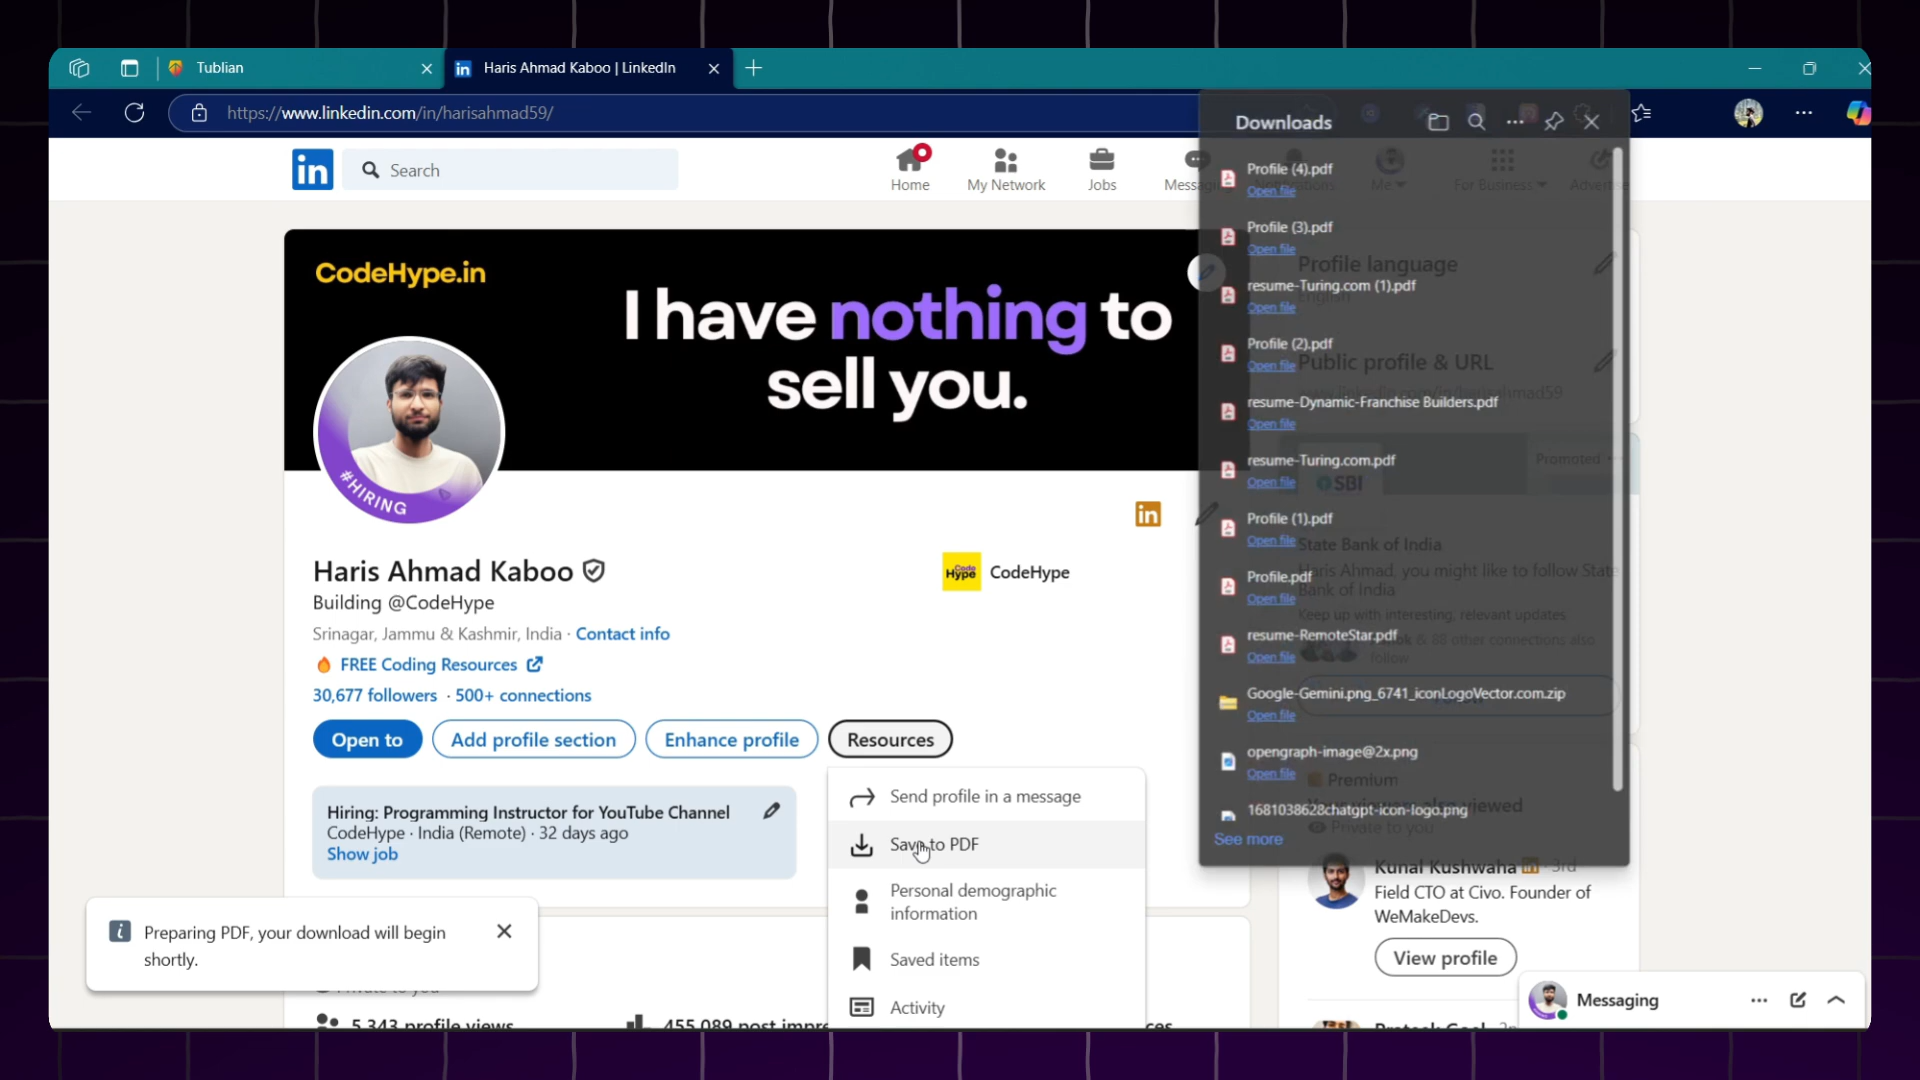 Tublian
Haris Ahmad Kaboo | LinkedIn
https://www.linkedin.com/in/harisahmad59/
in
Search
Home
My Network
Jobs
Me
For Business
CodeHype.in
I have nothing to
sell you.
#HIRING
Haris Ahmad Kaboo
Building @CodeHype
Srinagar, Jammu & Kashmir, India · Contact info
FREE Coding Resources
30,677 followers · 500+ connections
in
Code
Hype
CodeHype
Open to
Add profile section
Enhance profile
Resources
Hiring: Programming Instructor for YouTube Channel
CodeHype · India (Remote) · 32 days ago
Show job
Send profile in a message
Save to PDF
Personal demographic
information
Saved items
Activity
Preparing PDF, your download will begin
shortly.
5,343 profile views
Downloads
Profile (4).pdf
Open file
Profile (3).pdf
Open file
resume-Turing.com (1).pdf
Open file
Profile (2).pdf
Open file
resume-Dynamic-Franchise Builders.pdf
Open file
resume-Turing.com.pdf
Open file
Profile (1).pdf
Open file
Profile.pdf
Open file
resume-RemoteStar.pdf
Open file
Google-Gemini.png_6741_iconLogoVector.com.zip
Open file
opengraph-image@2x.png
Open file
1681038628chatgpt-icon-logo.png
See more
Profile language
English
Public profile & URL
Promoted
SBI
State Bank of India
Haris Ahmad, you might like to follow State
Bank of India
Keep up with interesting, relevant updates
& 88 other connections also
follow
Premium
Private to you
Kunal Kushwaha · 3rd
Field CTO at Civo. Founder of
WeMakeDevs.
View profile
Messaging